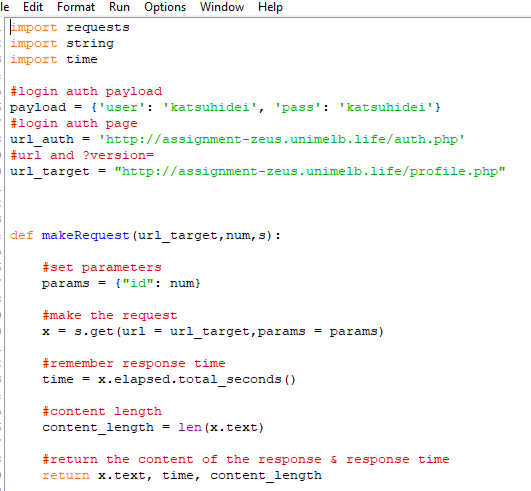 le Edit Format Run Options Window Help
import requests
import string
import time
#login auth payload
payload = {'user': 'katsuhidei', 'pass': 'katsuhidei'}
#login auth page
url_auth = 'http://assignment-zeus.unimelb.life/auth.php'
#url and ?version=
url_target = "http://assignment-zeus.unimelb.life/profile.php"
def makeRequest(url_target,num,s):
#set parameters
params = {"id": num}
#make the request
x = s.get(url = url_target,params = params)
#remember response time
time = x.elapsed.total_seconds()
#content length
content_length = len(x.text)
#return the content of the response & response time
return x.text, time, content_length